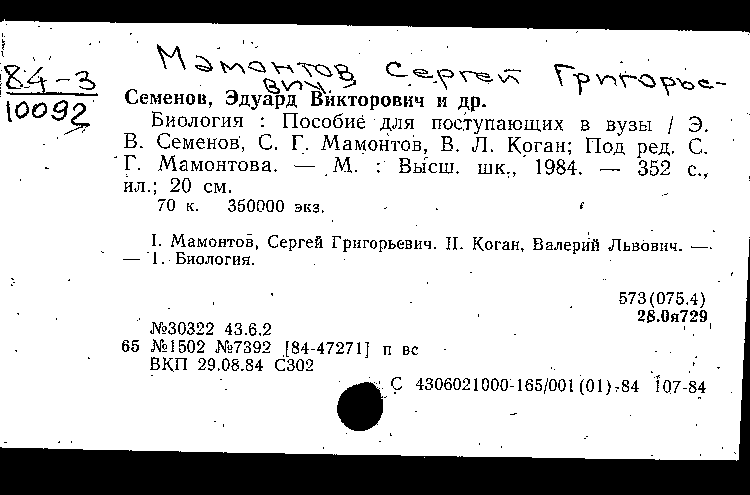 Мамонтов Сергей Григорье-
вич
84-3
10092
Семенов, Эдуард Викторович и др.
Биология : Пособие для поступающих в вузы / Э.
В. Семенов, С. Г. Мамонтов, В. Л. Коган; Под ред. С.
Г. Мамонтова. — М. : Высш. шк., 1984. — 352 с.,
ил.; 20 см.
70 к. 350000 экз.
I. Мамонтов, Сергей Григорьевич. II. Коган, Валерий Львович. —
— 1. Биология.
573(075.4)
28.0я729
№30322 43.6.2
65 №1502 №7392 [84-47271] п вс
ВКП 29.08.84 С302
С 4306021000-165/001(01)-84 107-84